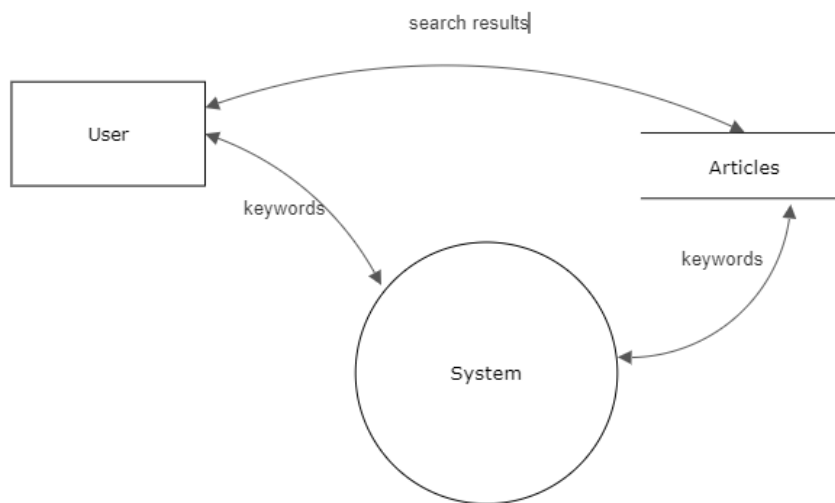 search results
User
Articles
keywords
keywords
System